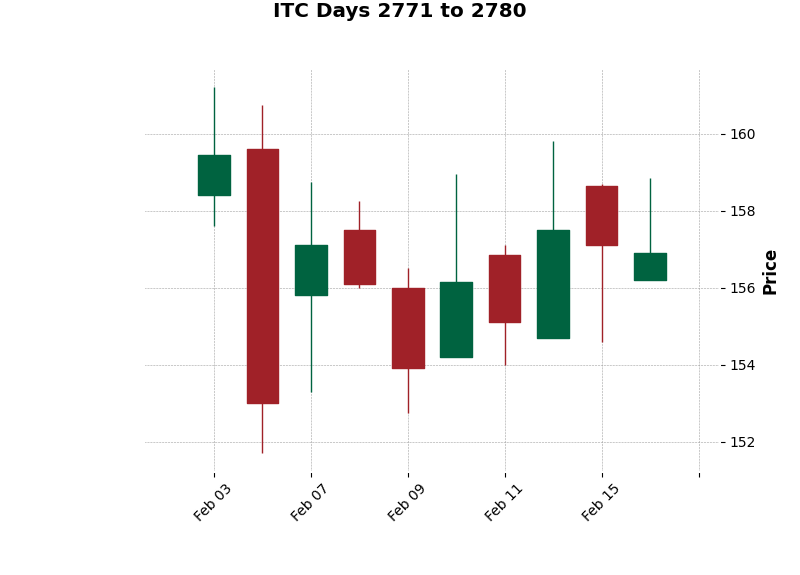 ITC Days 2771 to 2780
160
158
156
154
152
Price
Feb 03
Feb 07
Feb 09
Feb 11
Feb 15